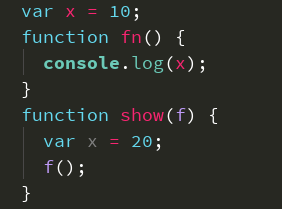 var x = 10;
function fn() {
  console.log(x);
}
function show(f) {
  var x = 20;
  f();
}